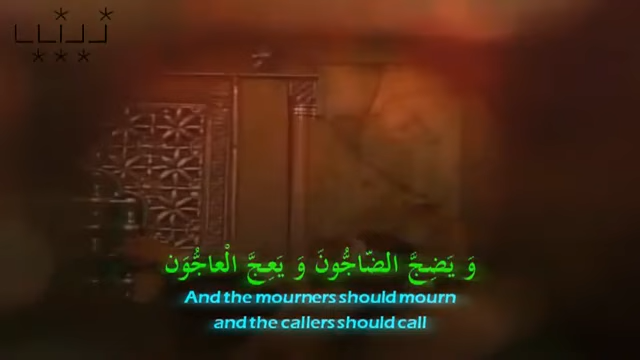 وَ يَضِجَّ الضّاجُّونَ وَ يَعِجَّ الْعاجُّوَن
And the mourners should mourn
and the callers should call